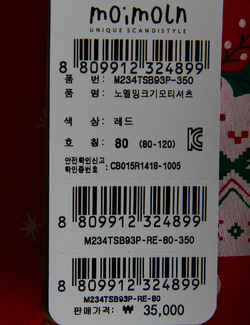 moimoln
UNIQUE SCANDISTYLE
8 809912 324899
품 번: M234TSB93P-350
품 명: 노엘밍크기모티셔츠
색 상: 레드
호 칭: 80 (80-120)
안전확인신고
확인증번호 : CB015R141B-1005
8 809912 324899
M234TSB93P-RE-80-350
8 809912 324899
M234TSB93P-RE-80
판매가격: ₩ 35,000